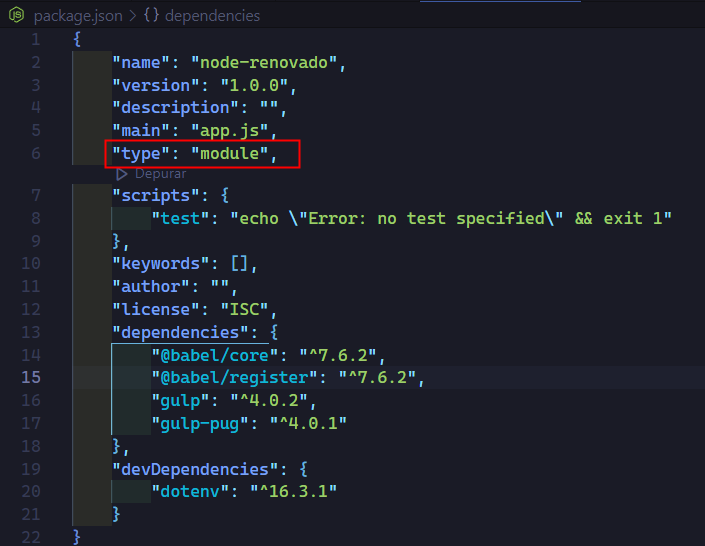 package.json > {} dependencies
1 {
2 "name": "node-renovado",
3 "version": "1.0.0",
4 "description": "",
5 "main": "app.js",
6 "type": "module",
Depurar
7 "scripts": {
8 "test": "echo \"Error: no test specified\" && exit 1"
9 },
10 "keywords": [],
11 "author": "",
12 "license": "ISC",
13 "dependencies": {
14 "@babel/core": "^7.6.2",
15 "@babel/register": "^7.6.2",
16 "gulp": "^4.0.2",
17 "gulp-pug": "^4.0.1"
18 },
19 "devDependencies": {
20 "dotenv": "^16.3.1"
21 }
22 }